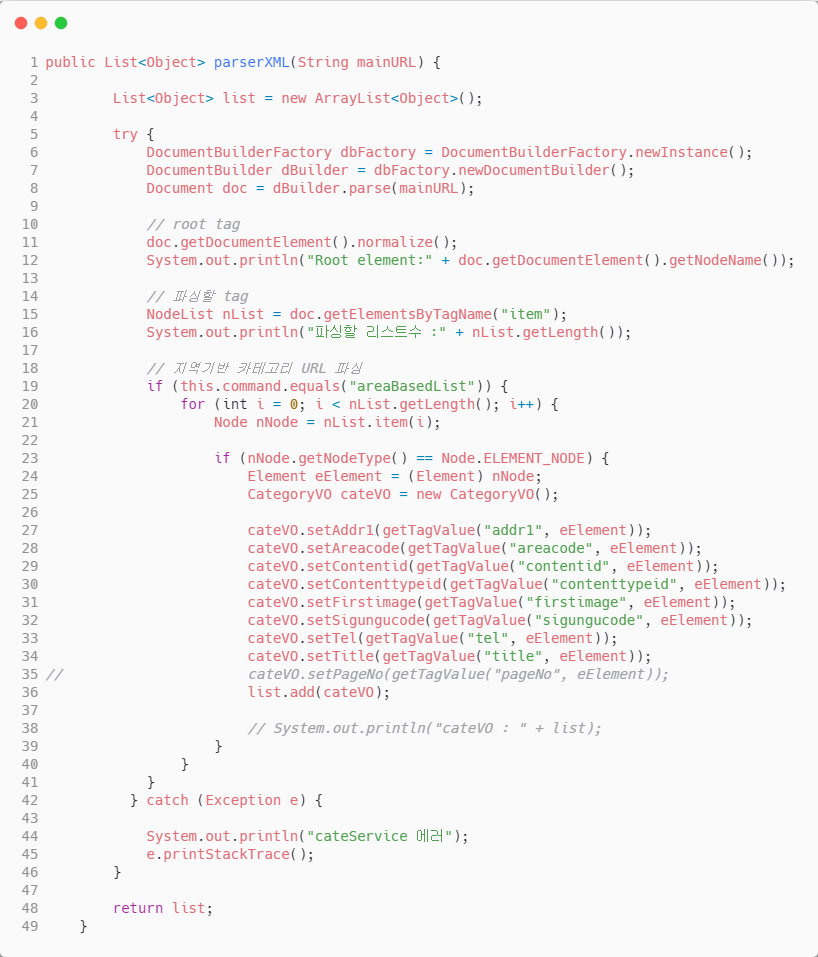 1 public List<Object> parserXML(String mainURL) {
2
3         List<Object> list = new ArrayList<Object>();
4
5         try {
6             DocumentBuilderFactory dbFactory = DocumentBuilderFactory.newInstance();
7             DocumentBuilder dBuilder = dbFactory.newDocumentBuilder();
8             Document doc = dBuilder.parse(mainURL);
9
10             // root tag
11             doc.getDocumentElement().normalize();
12             System.out.println("Root element:" + doc.getDocumentElement().getNodeName());
13
14             // 파싱할 tag
15             NodeList nList = doc.getElementsByTagName("item");
16             System.out.println("파싱할 리스트수 :" + nList.getLength());
17
18             // 지역기반 카테고리 URL 파싱
19             if (this.command.equals("areaBasedList")) {
20                 for (int i = 0; i < nList.getLength(); i++) {
21                     Node nNode = nList.item(i);
22
23                     if (nNode.getNodeType() == Node.ELEMENT_NODE) {
24                         Element eElement = (Element) nNode;
25                         CategoryVO cateVO = new CategoryVO();
26
27                         cateVO.setAddr1(getTagValue("addr1", eElement));
28                         cateVO.setAreacode(getTagValue("areacode", eElement));
29                         cateVO.setContentid(getTagValue("contentid", eElement));
30                         cateVO.setContenttypeid(getTagValue("contenttypeid", eElement));
31                         cateVO.setFirstimage(getTagValue("firstimage", eElement));
32                         cateVO.setSigungucode(getTagValue("sigungucode", eElement));
33                         cateVO.setTel(getTagValue("tel", eElement));
34                         cateVO.setTitle(getTagValue("title", eElement));
35 //                      cateVO.setPageNo(getTagValue("pageNo", eElement));
36                         list.add(cateVO);
37
38                         // System.out.println("cateVO : " + list);
39                     }
40                 }
41             }
42           } catch (Exception e) {
43
44             System.out.println("cateService 에러");
45             e.printStackTrace();
46         }
47
48         return list;
49     }